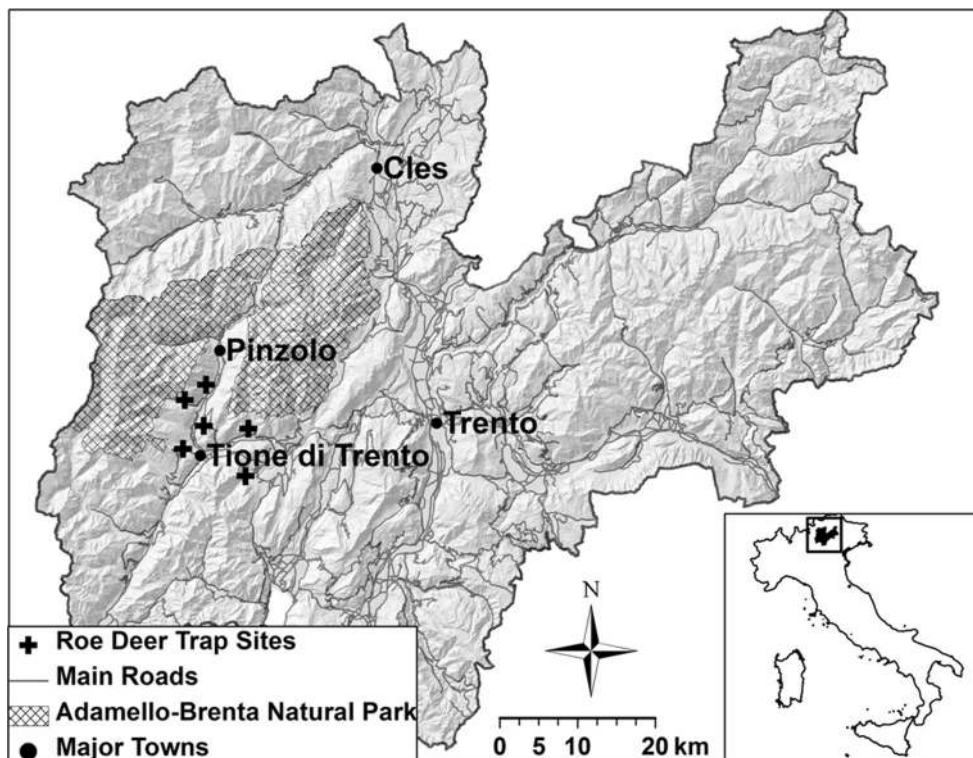 Cles
Pinzolo
Trento
Tione di Trento
N
Roe Deer Trap Sites
Main Roads
Adamello-Brenta Natural Park
Major Towns
0 5 10 20 km